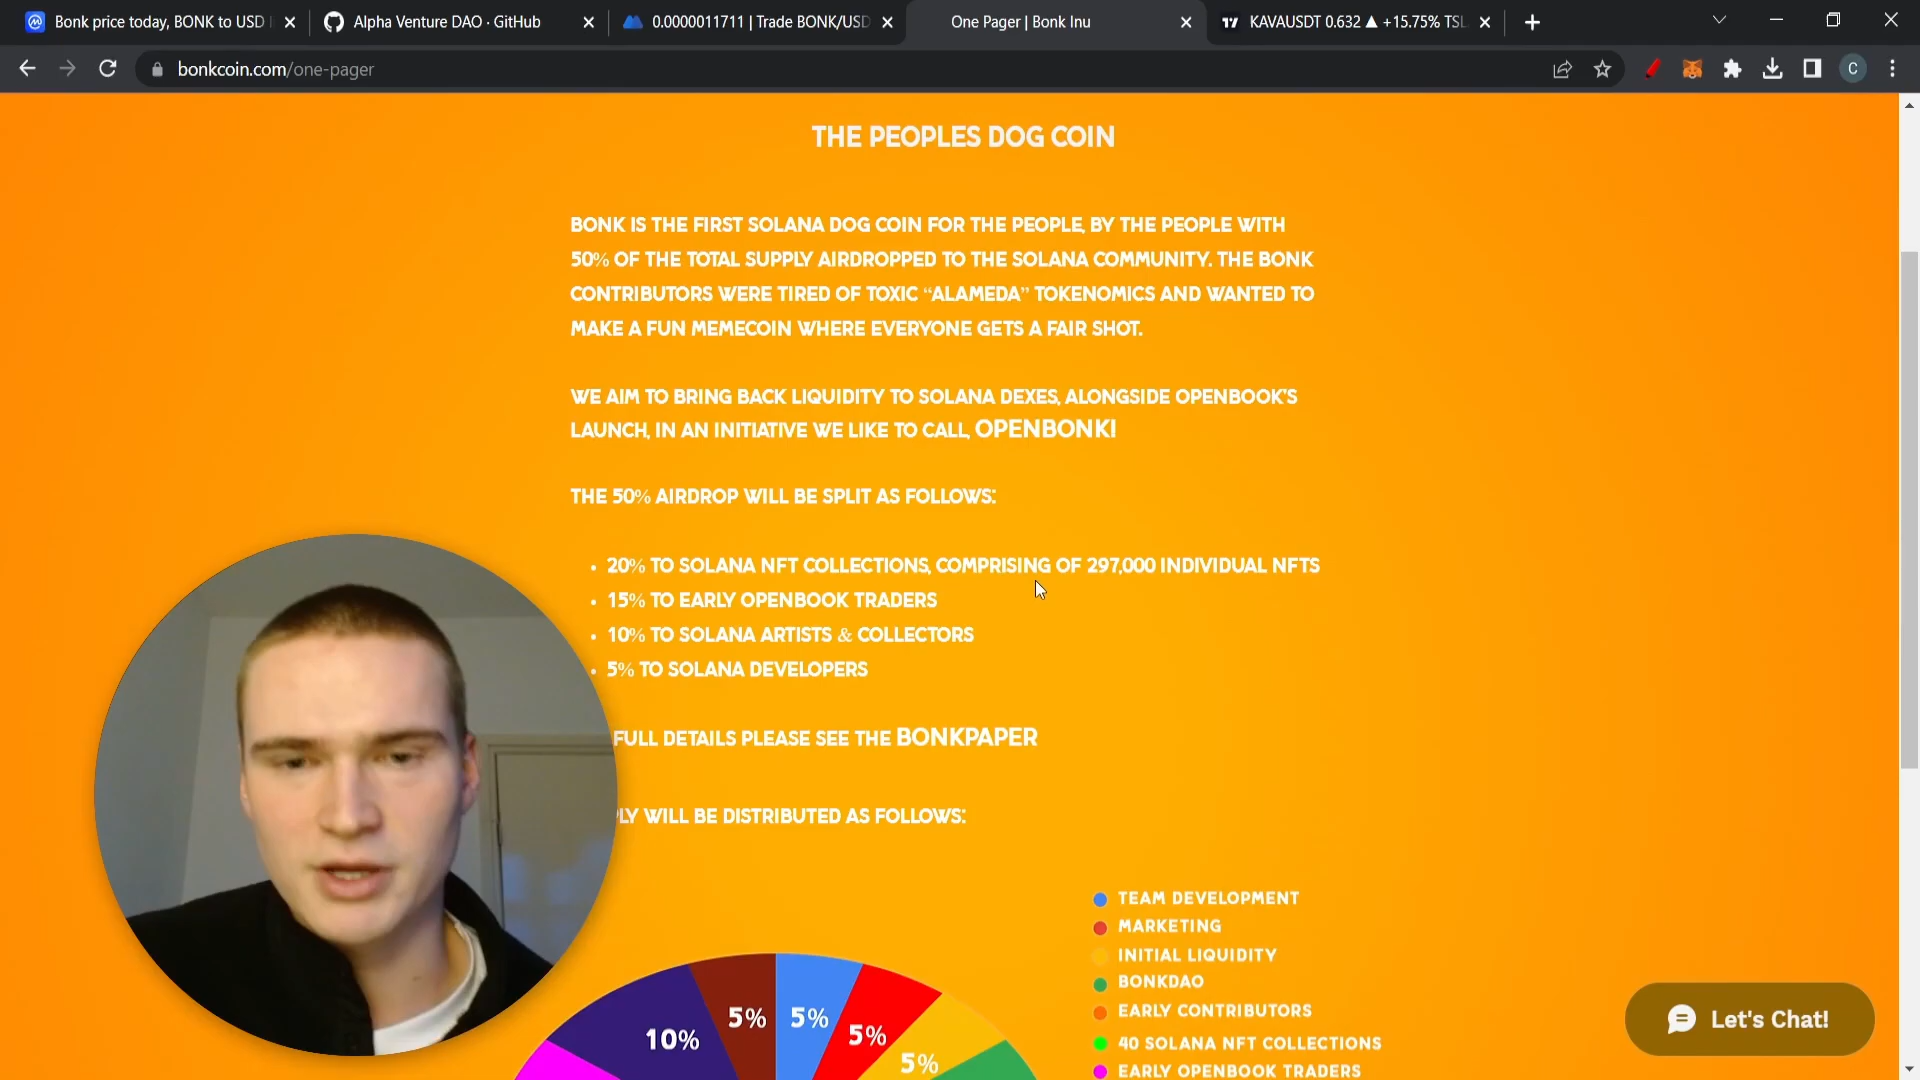 Bonk price today, BONK to USD li
Alpha Venture DAO · GitHub
0.0000011711 | Trade BONK/USD
One Pager | Bonk Inu
KAVAUSDT 0.632 ▲ +15.75% TSL
bonkcoin.com/one-pager
C
THE PEOPLES DOG COIN
BONK IS THE FIRST SOLANA DOG COIN FOR THE PEOPLE, BY THE PEOPLE WITH
50% OF THE TOTAL SUPPLY AIRDROPPED TO THE SOLANA COMMUNITY. THE BONK
CONTRIBUTORS WERE TIRED OF TOXIC “ALAMEDA” TOKENOMICS AND WANTED TO
MAKE A FUN MEMECOIN WHERE EVERYONE GETS A FAIR SHOT.
WE AIM TO BRING BACK LIQUIDITY TO SOLANA DEXES, ALONGSIDE OPENBOOK'S
LAUNCH, IN AN INITIATIVE WE LIKE TO CALL, OPENBONK!
THE 50% AIRDROP WILL BE SPLIT AS FOLLOWS:
• 20% TO SOLANA NFT COLLECTIONS, COMPRISING OF 297,000 INDIVIDUAL NFTS
• 15% TO EARLY OPENBOOK TRADERS
• 10% TO SOLANA ARTISTS & COLLECTORS
• 5% TO SOLANA DEVELOPERS
FULL DETAILS PLEASE SEE THE BONKPAPER
PLY WILL BE DISTRIBUTED AS FOLLOWS:
TEAM DEVELOPMENT
MARKETING
INITIAL LIQUIDITY
BONKDAO
EARLY CONTRIBUTORS
40 SOLANA NFT COLLECTIONS
EARLY OPENBOOK TRADERS
10%
5%
5%
5%
5%
Let's Chat!